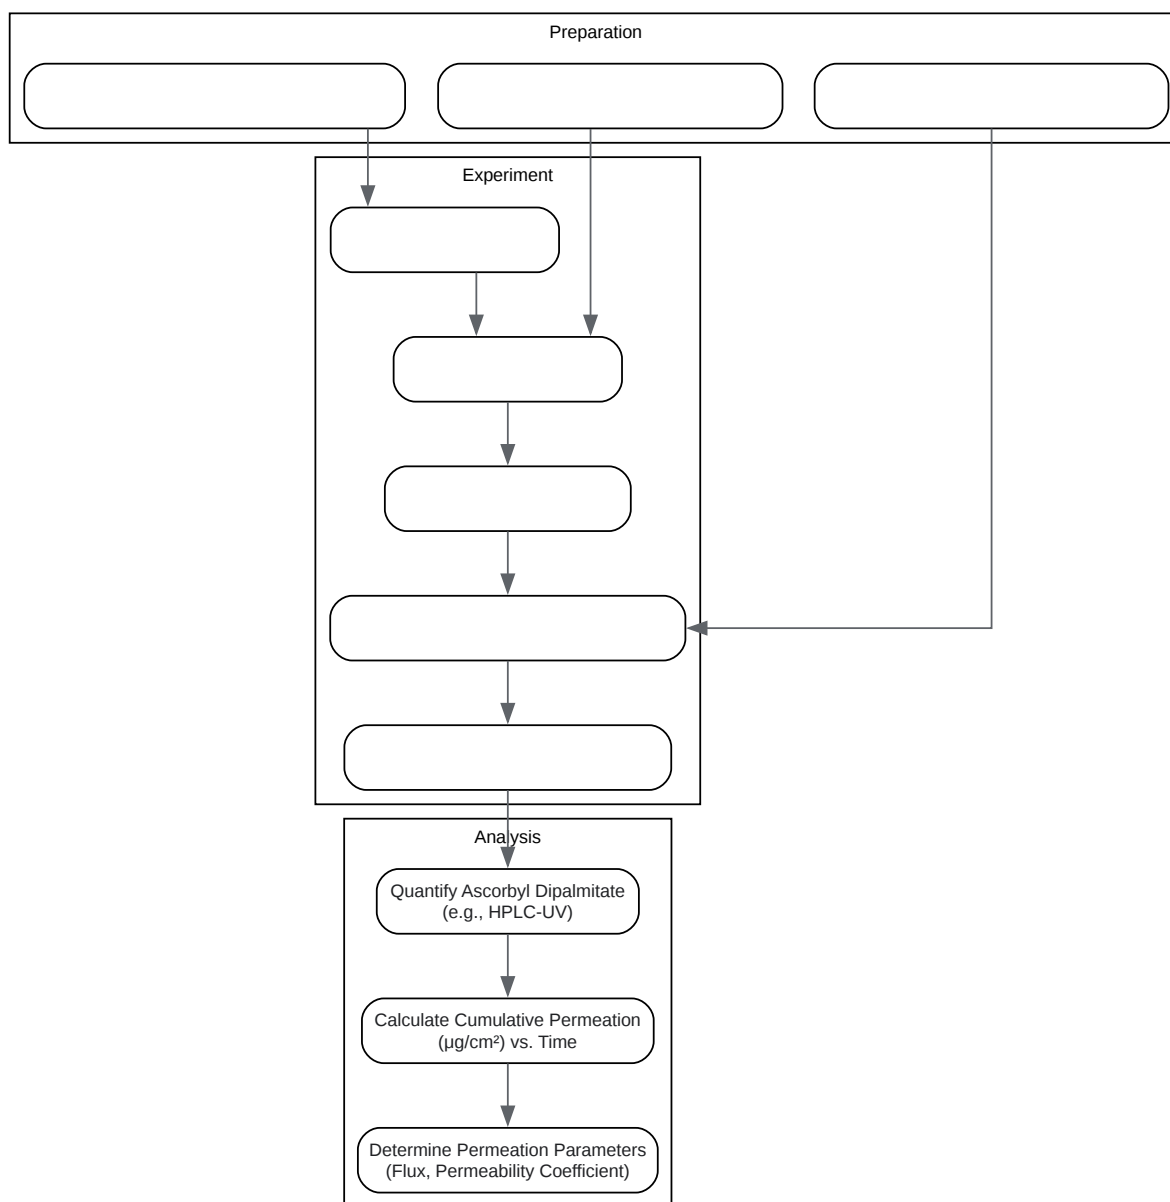 Preparation
Experiment
Analysis
Quantify Ascorbyl Dipalmitate
(e.g., HPLC-UV)
Calculate Cumulative Permeation
(µg/cm²) vs. Time
Determine Permeation Parameters
(Flux, Permeability Coefficient)